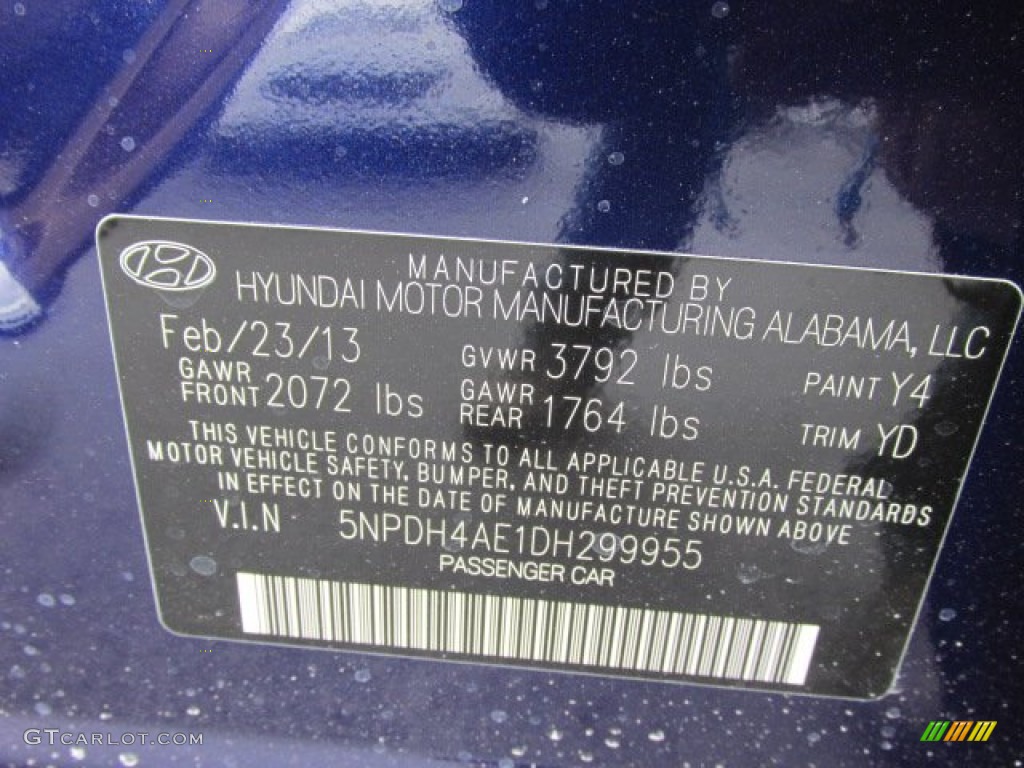 MANUFACTURED BY
HYUNDAI MOTOR MANUFACTURING ALABAMA, LLC
Feb/23/13 GVWR 3792 lbs PAINT Y4
GAWR FRONT 2072 lbs GAWR REAR 1764 lbs TRIM YD
THIS VEHICLE CONFORMS TO ALL APPLICABLE U.S.A. FEDERAL
MOTOR VEHICLE SAFETY, BUMPER, AND THEFT PREVENTION STANDARDS
IN EFFECT ON THE DATE OF MANUFACTURE SHOWN ABOVE
V.I.N 5NPDH4AE1DH299955
PASSENGER CAR
GTCARLOT.COM